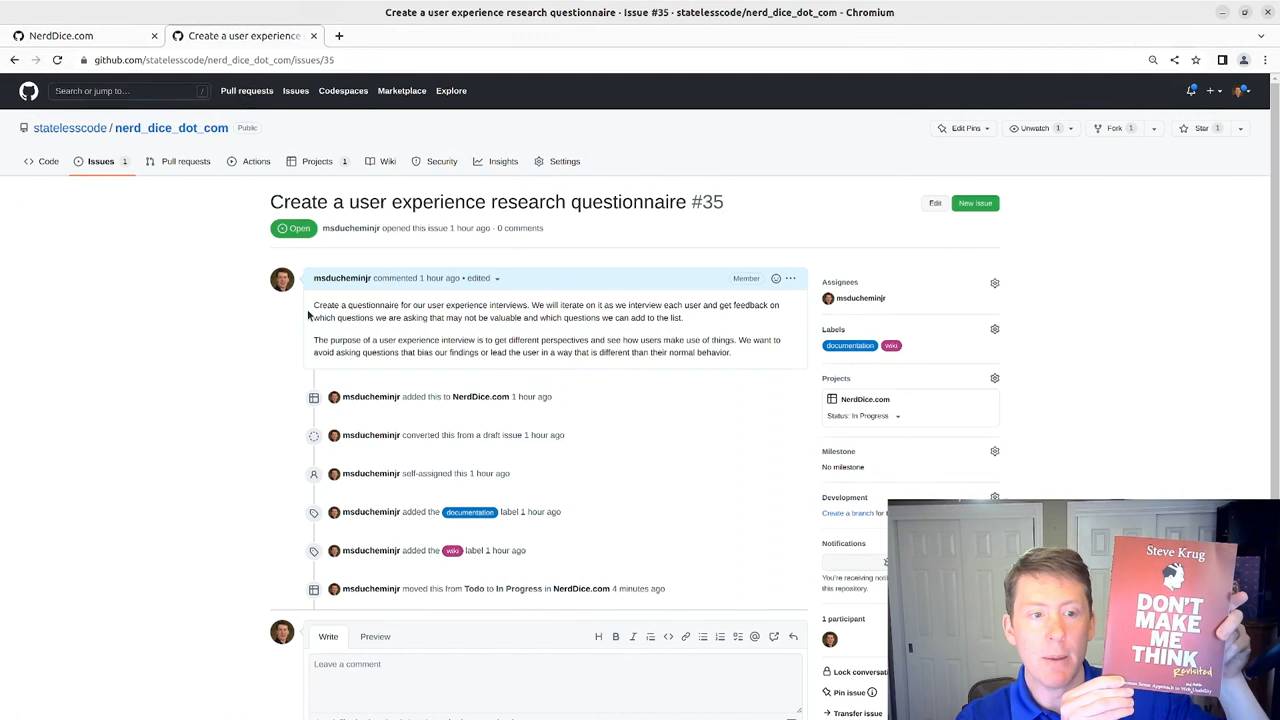 Create a user experience research questionnaire · Issue #35 · statelesscode/nerd_dice_dot_com - Chromium
NerdDice.com
Create a user experience
github.com/statelesscode/nerd_dice_dot_com/issues/35
Search or jump to...
/
Pull requests
Issues
Codespaces
Marketplace
Explore
statelesscode / nerd_dice_dot_com
Public
Edit Pins
Unwatch 1
Fork 1
Star 1
Code
Issues 1
Pull requests
Actions
Projects 1
Wiki
Security
Insights
Settings
Create a user experience research questionnaire #35
Edit
New issue
Open
msducheminjr opened this issue 1 hour ago · 0 comments
msducheminjr commented 1 hour ago • edited
Member
Create a questionnaire for our user experience interviews. We will iterate on it as we interview each user and get feedback on
which questions we are asking that may not be valuable and which questions we can add to the list.
The purpose of a user experience interview is to get different perspectives and see how users make use of things. We want to
avoid asking questions that bias our findings or lead the user in a way that is different than their normal behavior.
msducheminjr added this to NerdDice.com 1 hour ago
msducheminjr converted this from a draft issue 1 hour ago
msducheminjr self-assigned this 1 hour ago
msducheminjr added the documentation label 1 hour ago
msducheminjr added the wiki label 1 hour ago
msducheminjr moved this from Todo to In Progress in NerdDice.com 4 minutes ago
Write
Preview
Leave a comment
Assignees
msducheminjr
Labels
documentation
wiki
Projects
NerdDice.com
Status: In Progress
Milestone
No milestone
Development
Create a branch for
Notifications
You're receiving
this repository.
1 participant
Lock
Pin issue
Transfer issue
Steve Krug
DON'T
MAKE
ME
THINK
Revisited
Sense Approach to Web Usability